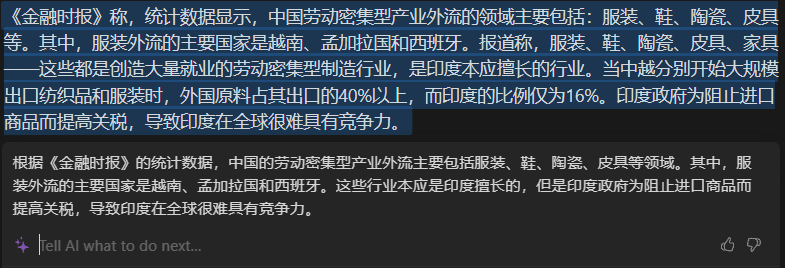 《金融时报》称，统计数据显示，中国劳动密集型产业外流的领域主要包括：服装、鞋、陶瓷、皮具
等。其中，服装外流的主要国家是越南、孟加拉国和西班牙。报道称，服装、鞋、陶瓷、皮具、家具
——这些都是创造大量就业的劳动密集型制造行业，是印度本应擅长的行业。当中越分别开始大规模
出口纺织品和服装时，外国原料占其出口的40%以上，而印度的比例仅为16%。印度政府为阻止进口
商品而提高关税，导致印度在全球很难具有竞争力。
根据《金融时报》的统计数据，中国的劳动密集型产业外流主要包括服装、鞋、陶瓷、皮具等领域。其中，服
装外流的主要国家是越南、孟加拉国和西班牙。这些行业本应是印度擅长的，但是印度政府为阻止进口商品而
提高关税，导致印度在全球很难具有竞争力。
Tell AI what to do next...